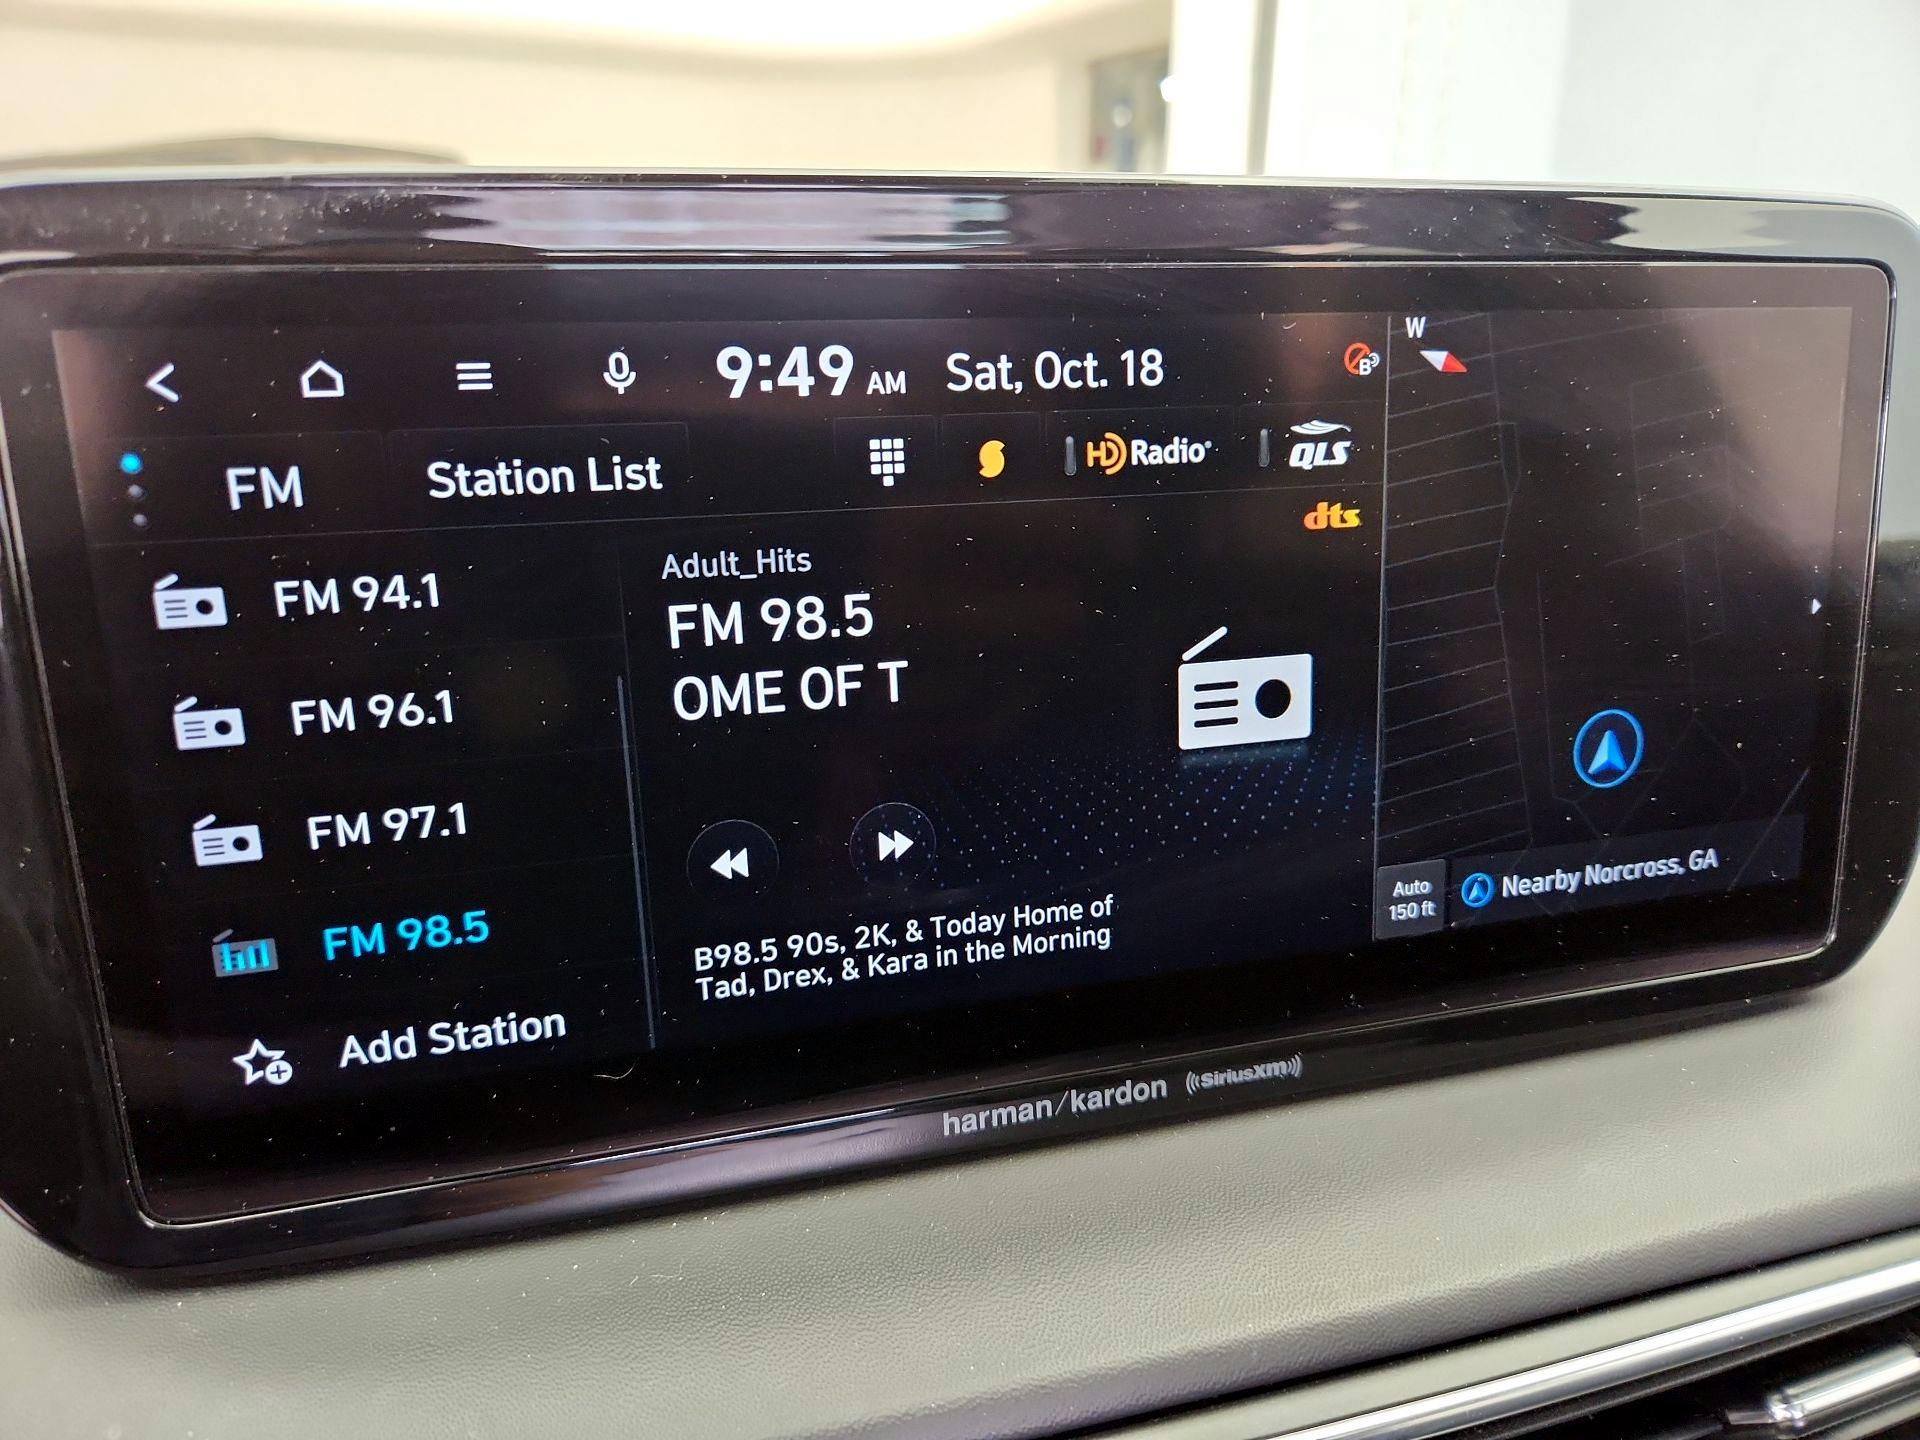 9:49 AM Sat, Oct. 18
B
W
FM Station List HD Radio® QLS
dts
FM 94.1
FM 96.1
FM 97.1
FM 98.5
Add Station
Adult_Hits
FM 98.5
OME OF T
B98.5 90s, 2K, & Today Home of
Tad, Drex, & Kara in the Morning
Auto
150 ft
Nearby Norcross, GA
harman/kardon ((siriusxm))